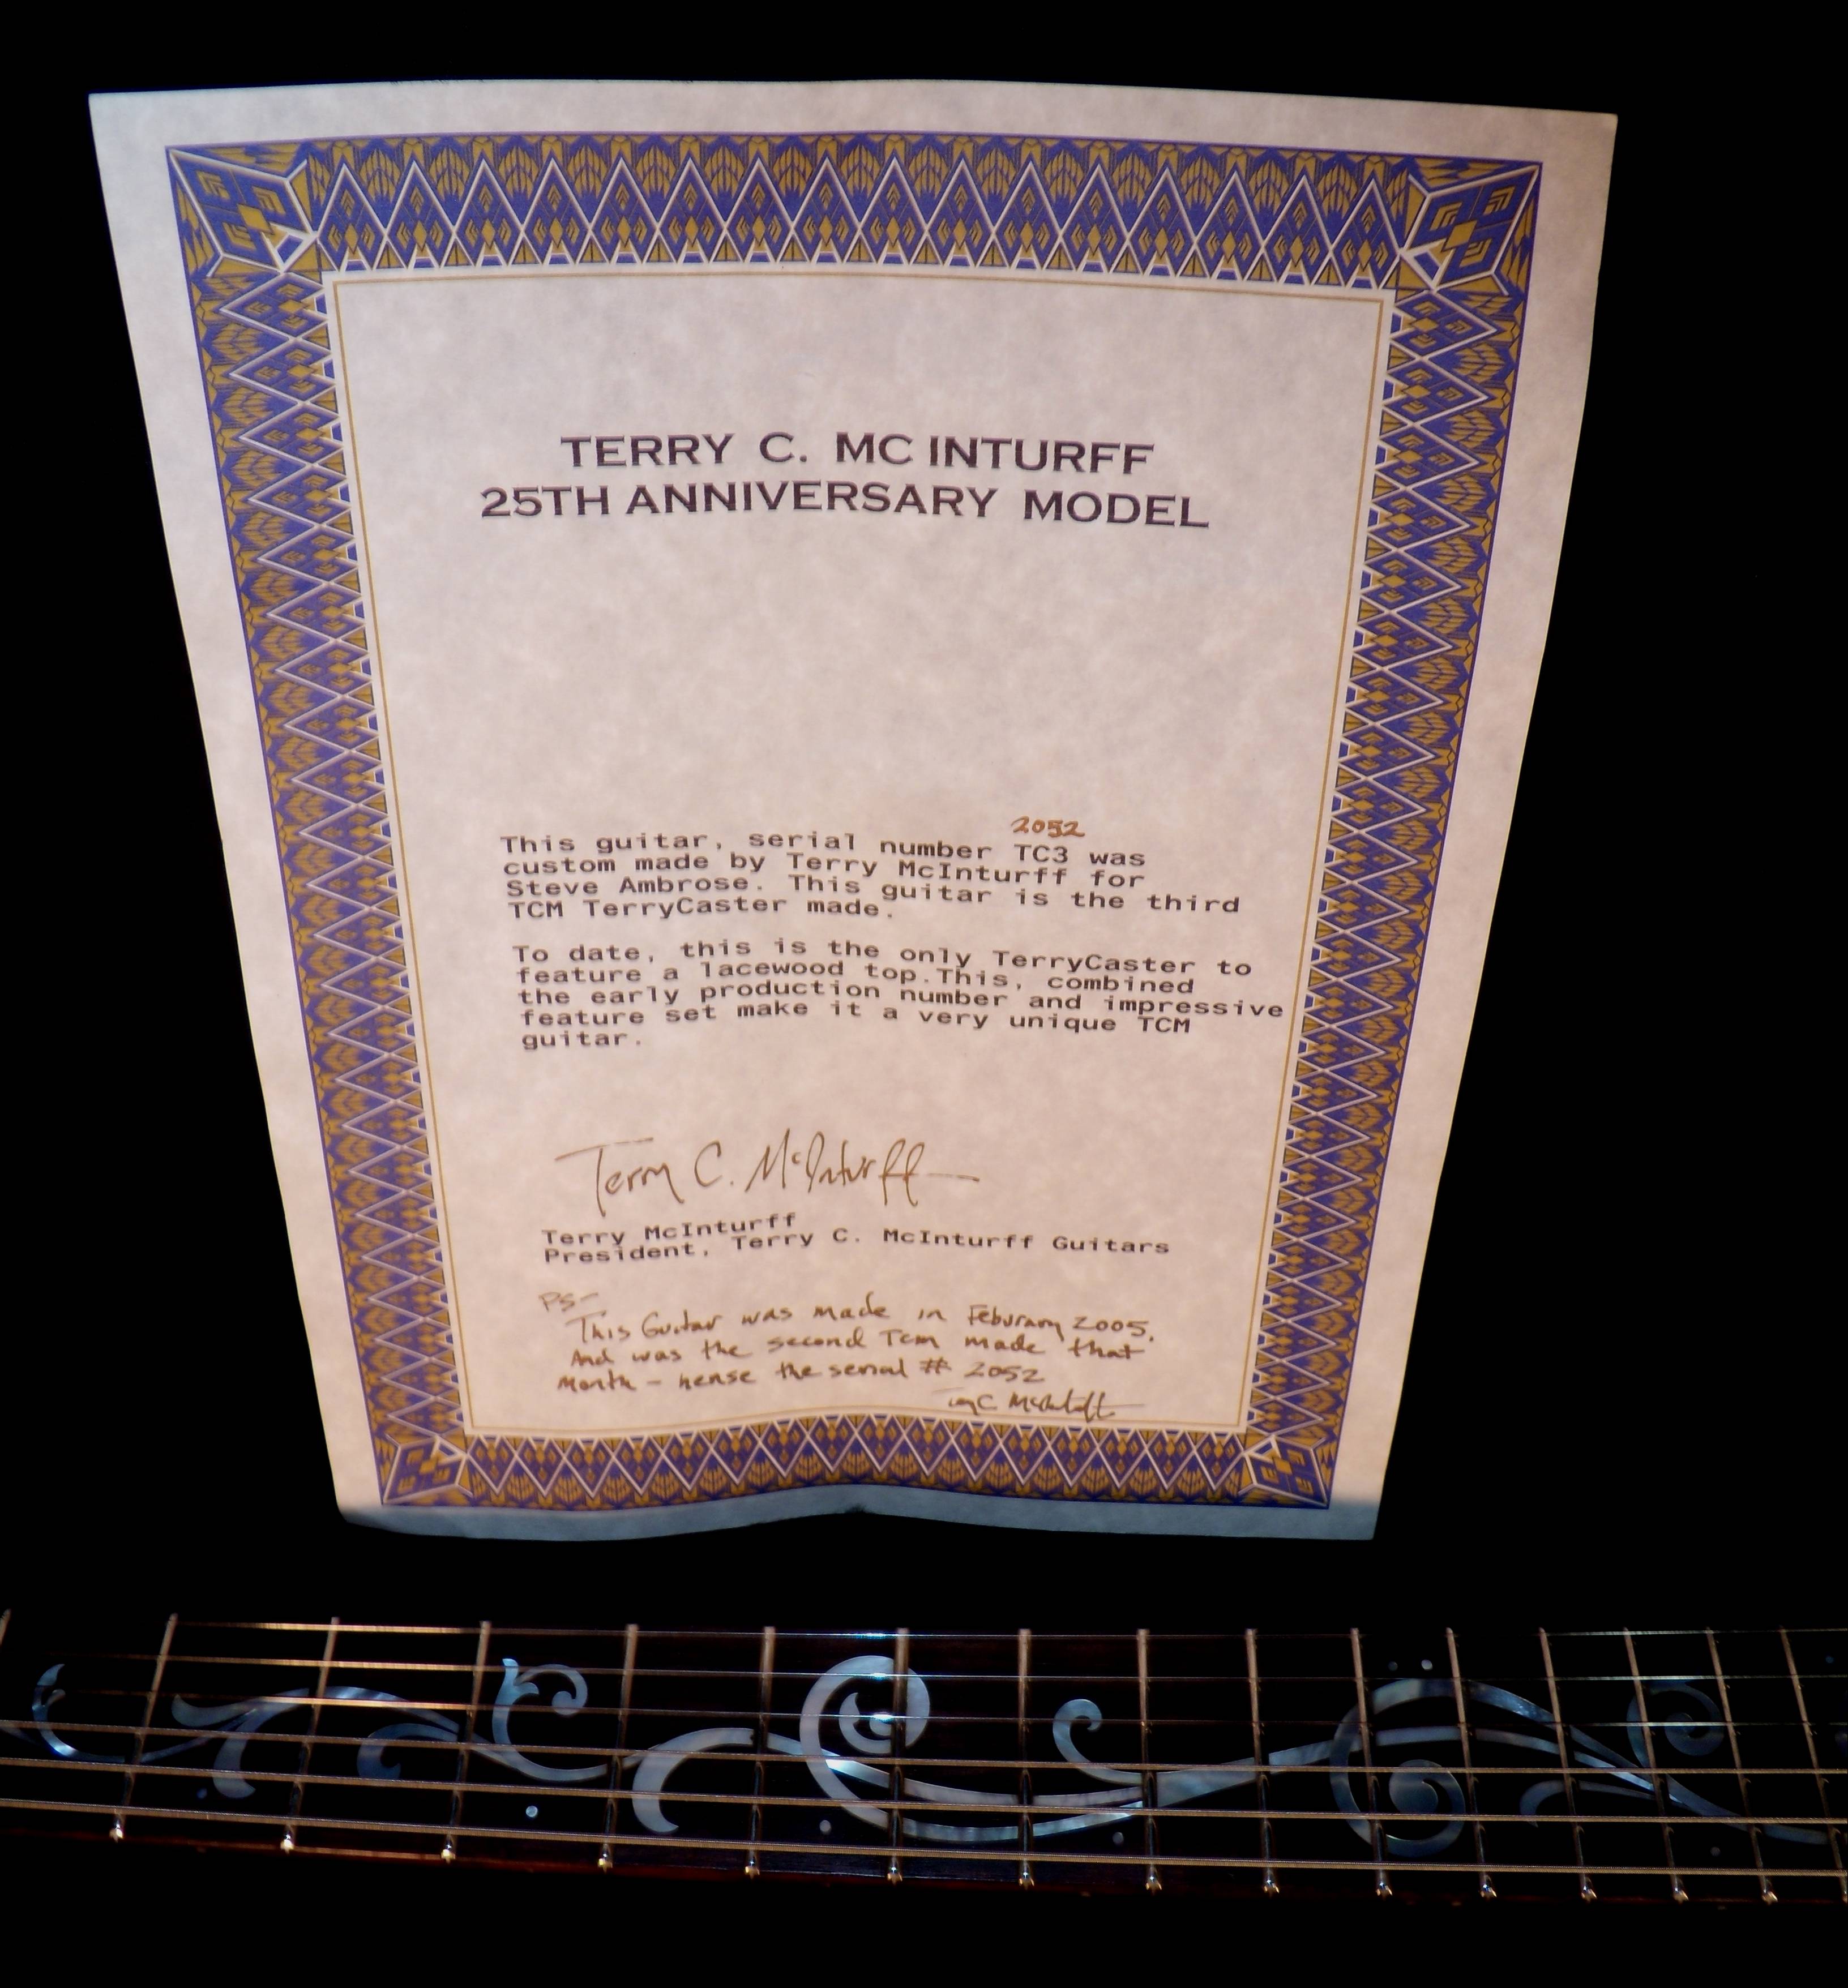 TERRY C. MC INTURFF
25TH ANNIVERSARY MODEL
2052
This guitar, serial number TC3 was
custom made by Terry McInturff for
Steve Ambrose. This guitar is the third
TCM TerryCaster made.
To date, this is the only TerryCaster to
feature a lacewood top.This, combined
the early production number and impressive
feature set make it a very unique TCM
guitar.
Terry C. McInturff
Terry McInturff
President, Terry C. McInturff Guitars
PS-
This Guitar was made in Feburary 2005.
And was the second Tcm made that
month - hense the serial # 2052
Terry C McInturff